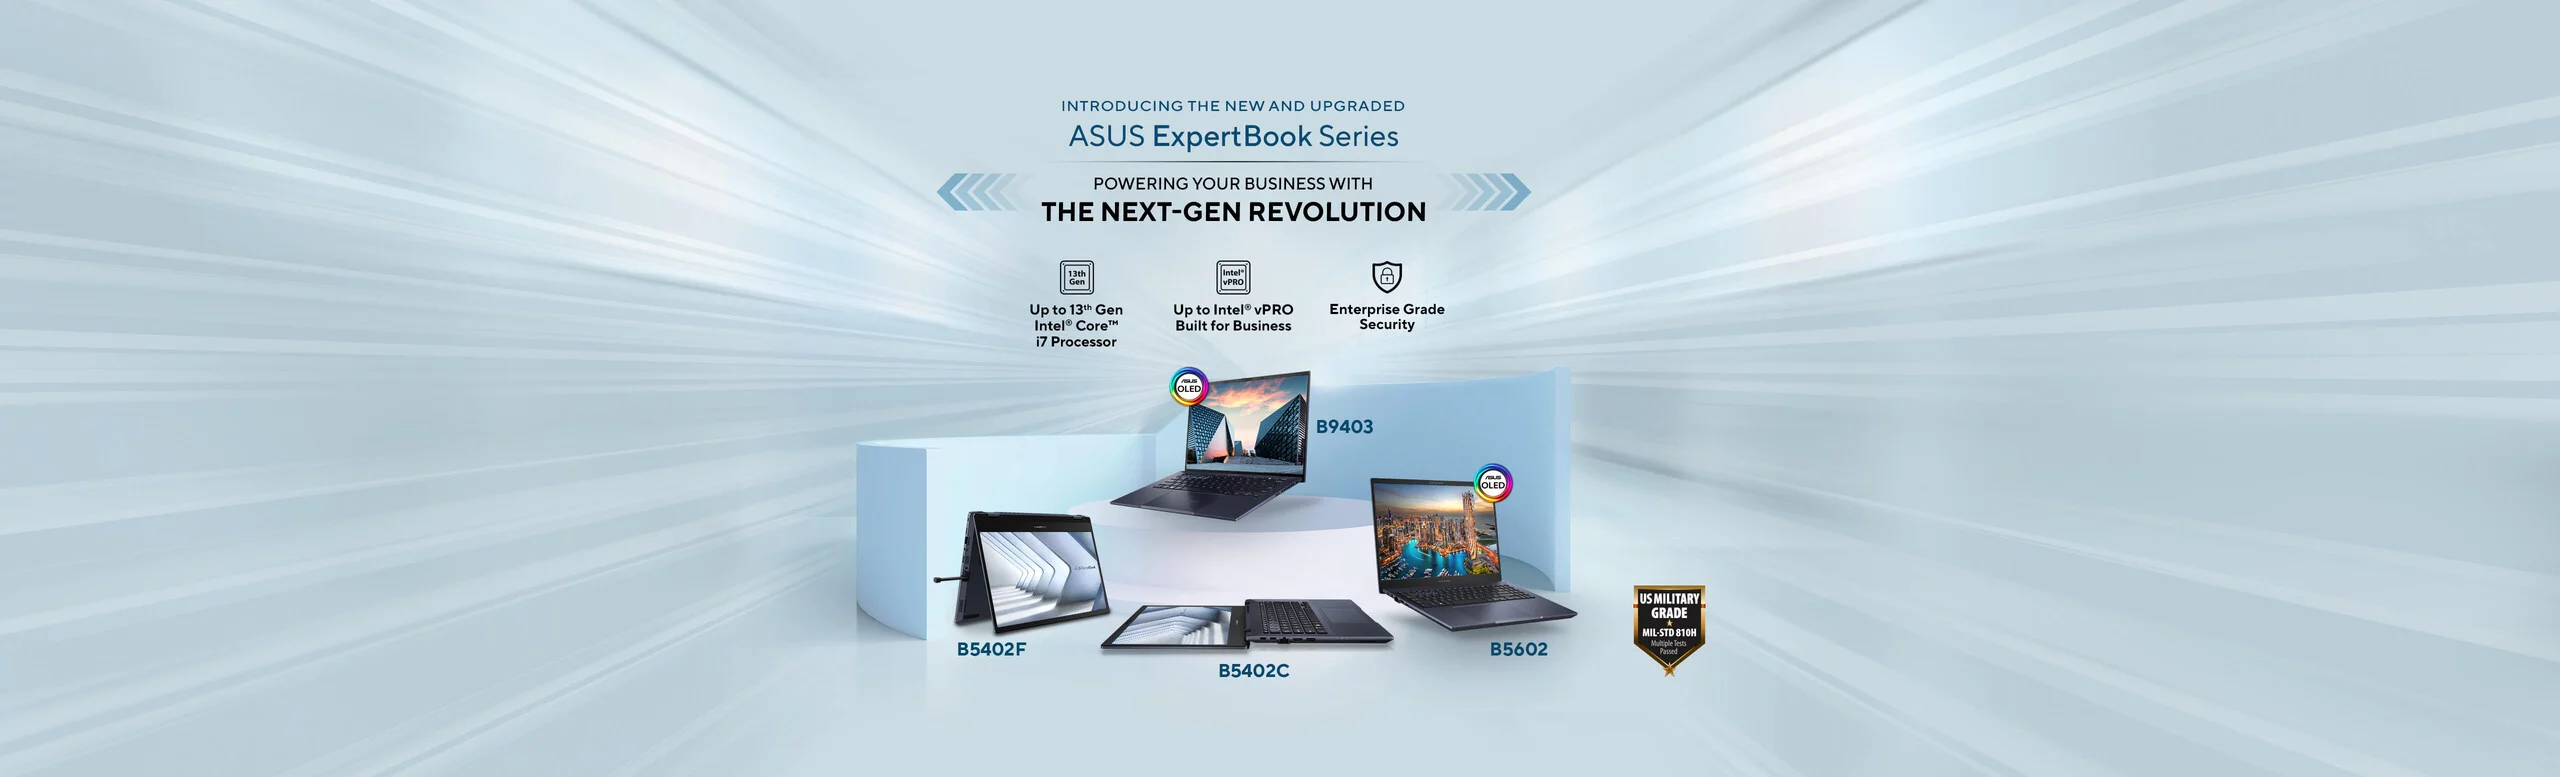 INTRODUCING THE NEW AND UPGRADED
ASUS ExpertBook Series
POWERING YOUR BUSINESS WITH
THE NEXT-GEN REVOLUTION
13th
Gen
Up to 13th Gen
Intel® Core™
i7 Processor
Intel®
vPRO
Up to Intel® vPRO
Built for Business
Enterprise Grade
Security
ASUS
OLED
B9403
ASUS
OLED
B5402F
B5402C
B5602
US MILITARY
GRADE
MIL-STD 810H
Multiple Tests
Passed